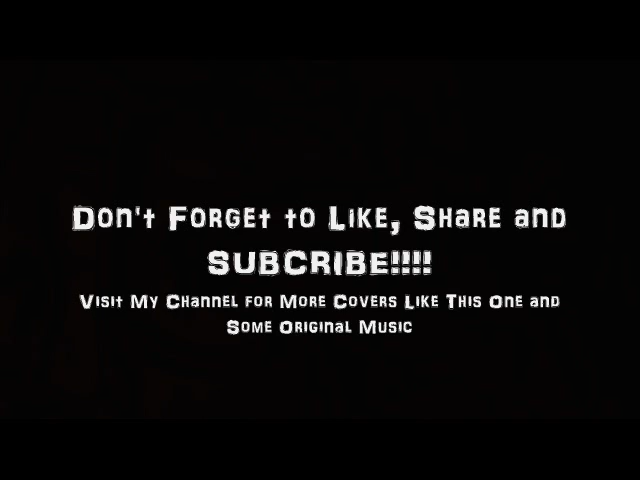 Don't Forget to Like, Share and
SUBCRIBE!!!!
Visit My Channel for More Covers Like This One and
Some Original Music